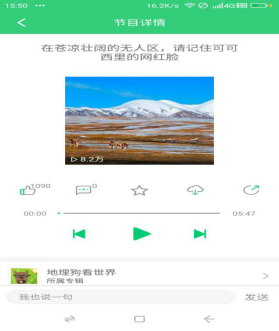 15:50 ... 16.2K/s 4G
节目详情
在苍凉壮阔的无人区，请记住可可
西里的网红脸
8.2万
1090 0
00:00 05:47
地理狗看世界
所属专辑
我也说一句 发送